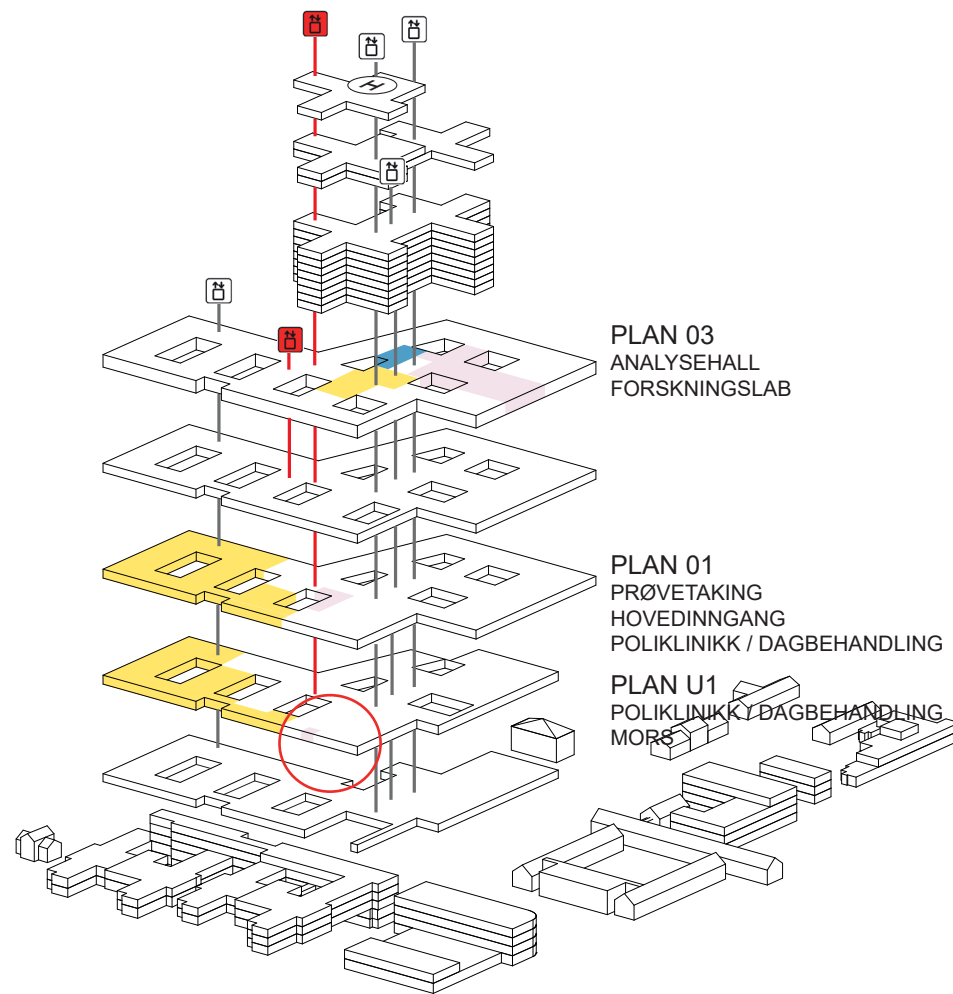 H
PLAN 03
ANALYSEHALL
FORSKNINGSLAB
PLAN 01
PRØVETAKING
HOVEDINNGANG
POLIKLINIKK / DAGBEHANDLING
PLAN U1
POLIKLINIKK / DAGBEHANDLING
MORS